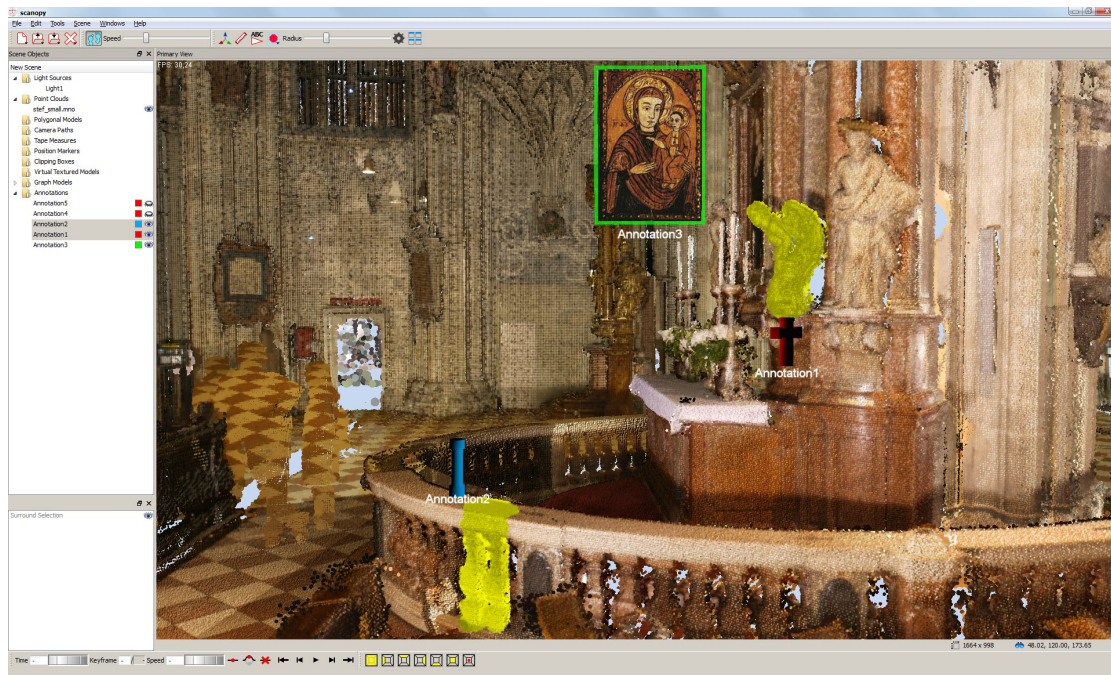 scanopy
File Edit Tools Scene Windows Help
Speed ABC Radius
Scene Objects
Primary View
New Scene
FPS: 30,24
Light Sources
Light1
Point Clouds
stef_small.mno
Polygonal Models
Camera Paths
Tape Measures
Position Markers
Clipping Boxes
Virtual Textured Models
Graph Models
Annotations
Annotation5
Annotation4
Annotation2
Annotation1
Annotation3
Annotation3
Annotation1
Annotation2
Surround Selection
1664 x 998 48.02, 120.00, 173.65
Time - Keyframe - / - Speed -